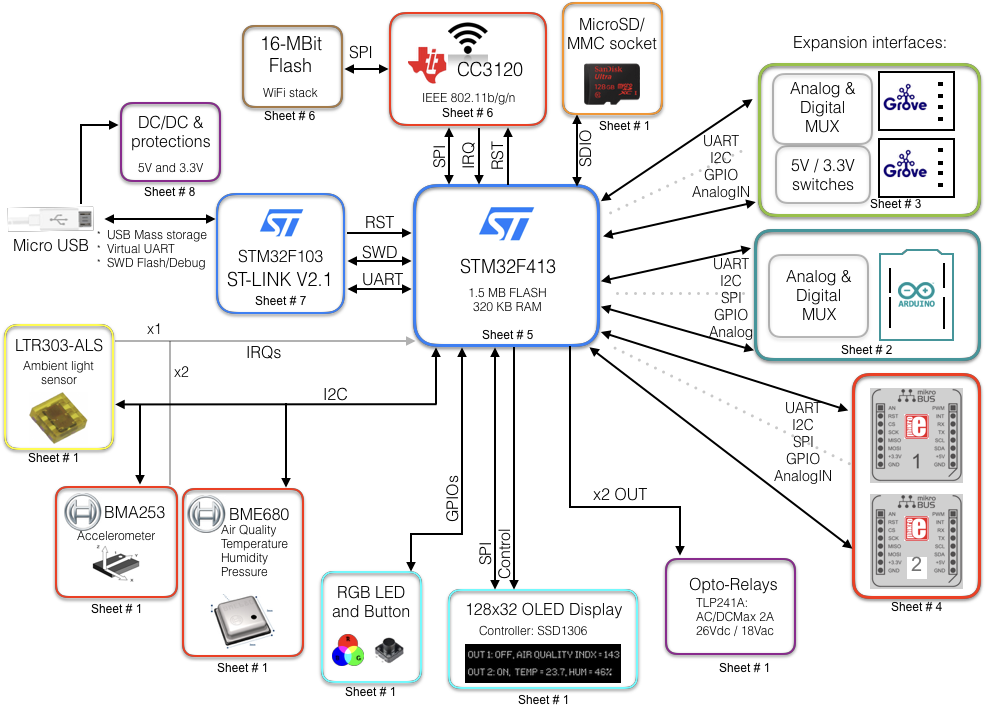 16-MBit
Flash
WiFi stack
Sheet # 6
SPI
CC3120
IEEE 802.11b/g/n
Sheet # 6
MicroSD/
MMC socket
SanDisk
Ultra
Sheet # 1
Expansion interfaces:
Analog &
Digital
MUX
Grove
5V / 3.3V
switches
Grove
Sheet # 3
DC/DC &
protections
5V and 3.3V
Sheet # 8
SPI
IRQ
RST
SDIO
UART
I2C
GPIO
AnalogIN
Micro USB
* USB Mass storage
* Virtual UART
* SWD Flash/Debug
ST
STM32F103
ST-LINK V2.1
Sheet # 7
RST
SWD
UART
ST
STM32F413
1.5 MB FLASH
320 KB RAM
Sheet # 5
UART
I2C
SPI
GPIO
Analog
Analog &
Digital
MUX
ARDUINO
Sheet # 2
LTR303-ALS
Ambient light
sensor
Sheet # 1
x1
x2
IRQs
I2C
UART
I2C
SPI
GPIO
AnalogIN
mikro
BUS
AN PWM
RST INT
CS RX
SCK TX
MISO SCL
MOSI SDA
+3.3V +5V
GND GND
1
mikro
BUS
AN PWM
RST INT
CS RX
SCK TX
MISO SCL
MOSI SDA
+3.3V +5V
GND GND
2
Sheet # 4
BMA253
Accelerometer
Sheet # 1
BME680
Air Quality
Temperature
Humidity
Pressure
Sheet # 1
GPIOs
SPI
Control
x2 OUT
RGB LED
and Button
R
G
Sheet # 1
128x32 OLED Display
Controller: SSD1306
OUT 1: OFF, AIR QUALITY INDX = 143
OUT 2: ON, TEMP = 23.7, HUM = 46%
Sheet # 1
Opto-Relays
TLP241A:
AC/DCMax 2A
26Vdc / 18Vac
Sheet # 1